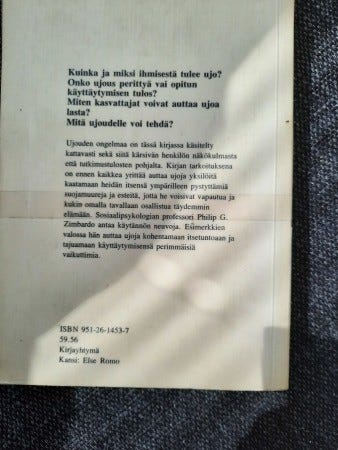 Kuinka ja miksi ihmisestä tulee ujo?
Onko ujous perittyä vai opitun
käyttäytymisen tulos?
Miten kasvattajat voivat auttaa ujoa
lasta?
Mitä ujoudelle voi tehdä?
Ujouden ongelmaa on tässä kirjassa käsitelty
kattavasti sekä siitä kärsivän henkilön näkökulmasta
että tutkimustulosten pohjalta. Kirjan tarkoituksena
on ennen kaikkea yrittää auttaa ujoja yksilöitä
kaatamaan heidän itsensä ympärilleen pystyttämiä
suojamuureja ja esteitä, jotta he voisivat vapautua ja
kukin omalla tavallaan osallistua täydemmin
elämään. Sosiaalipsykologian professori Philip G.
Zimbardo antaa käytännön neuvoja. Esimerkkien
valossa hän auttaa ujoja kohentamaan itsetuntoaan ja
tajuamaan käyttäytymisensä perimmäisiä
vaikuttimia.
ISBN 951-26-1453-7
59.56
Kirjayhtymä
Kansi: Else Romo